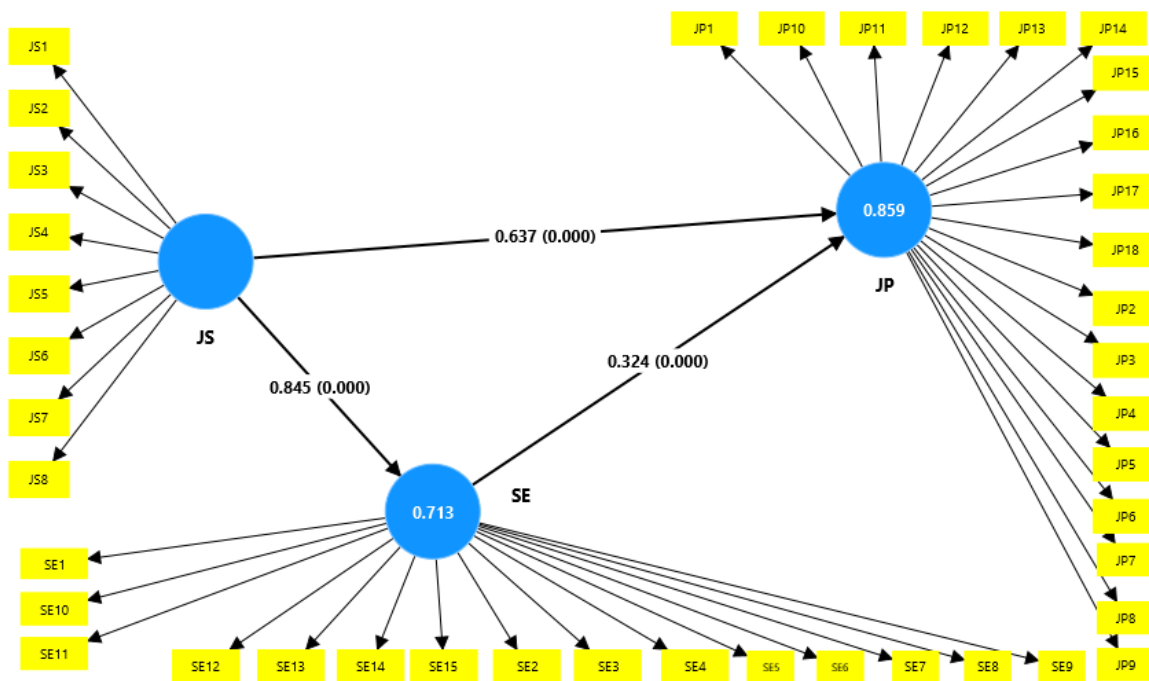 JP1
JP10
JP11
JP12
JP13
JP14
JP15
JP16
JP17
JP18
JP2
JP3
JP4
JP5
JP6
JP7
JP8
JP9
JS1
JS2
JS3
JS4
JS5
JS6
JS7
JS8
JS
0.637 (0.000)
0.859
JP
0.845 (0.000)
0.324 (0.000)
SE
0.713
SE1
SE10
SE11
SE12
SE13
SE14
SE15
SE2
SE3
SE4
SE5
SE6
SE7
SE8
SE9